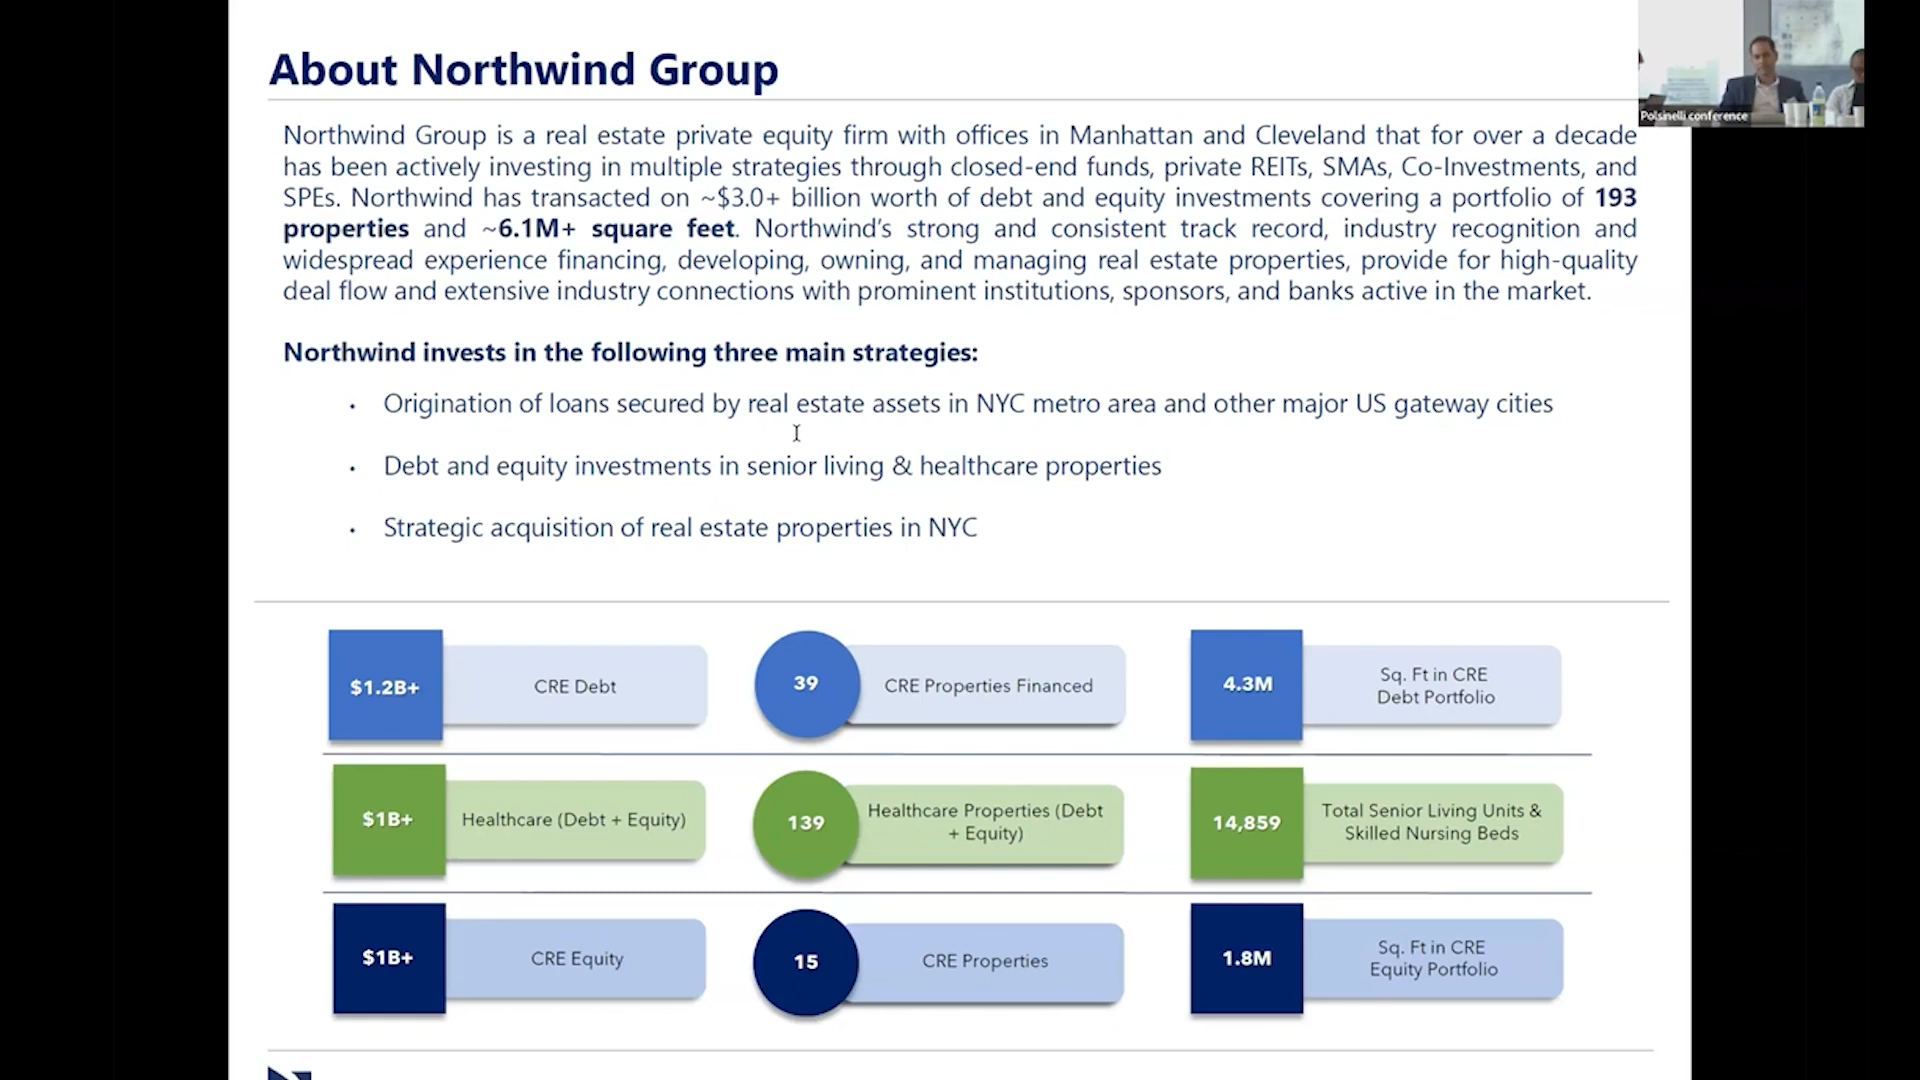 About Northwind Group
Polsinelli conference
Northwind Group is a real estate private equity firm with offices in Manhattan and Cleveland that for over a decade
has been actively investing in multiple strategies through closed-end funds, private REITs, SMAs, Co-Investments, and
SPEs. Northwind has transacted on ~$3.0+ billion worth of debt and equity investments covering a portfolio of 193
properties and ~6.1M+ square feet. Northwind's strong and consistent track record, industry recognition and
widespread experience financing, developing, owning, and managing real estate properties, provide for high-quality
deal flow and extensive industry connections with prominent institutions, sponsors, and banks active in the market.
Northwind invests in the following three main strategies:
• Origination of loans secured by real estate assets in NYC metro area and other major US gateway cities
• Debt and equity investments in senior living & healthcare properties
• Strategic acquisition of real estate properties in NYC
$1.2B+
CRE Debt
39
CRE Properties Financed
4.3M
Sq. Ft in CRE
Debt Portfolio
$1B+
Healthcare (Debt + Equity)
139
Healthcare Properties (Debt
+ Equity)
14,859
Total Senior Living Units &
Skilled Nursing Beds
$1B+
CRE Equity
15
CRE Properties
1.8M
Sq. Ft in CRE
Equity Portfolio